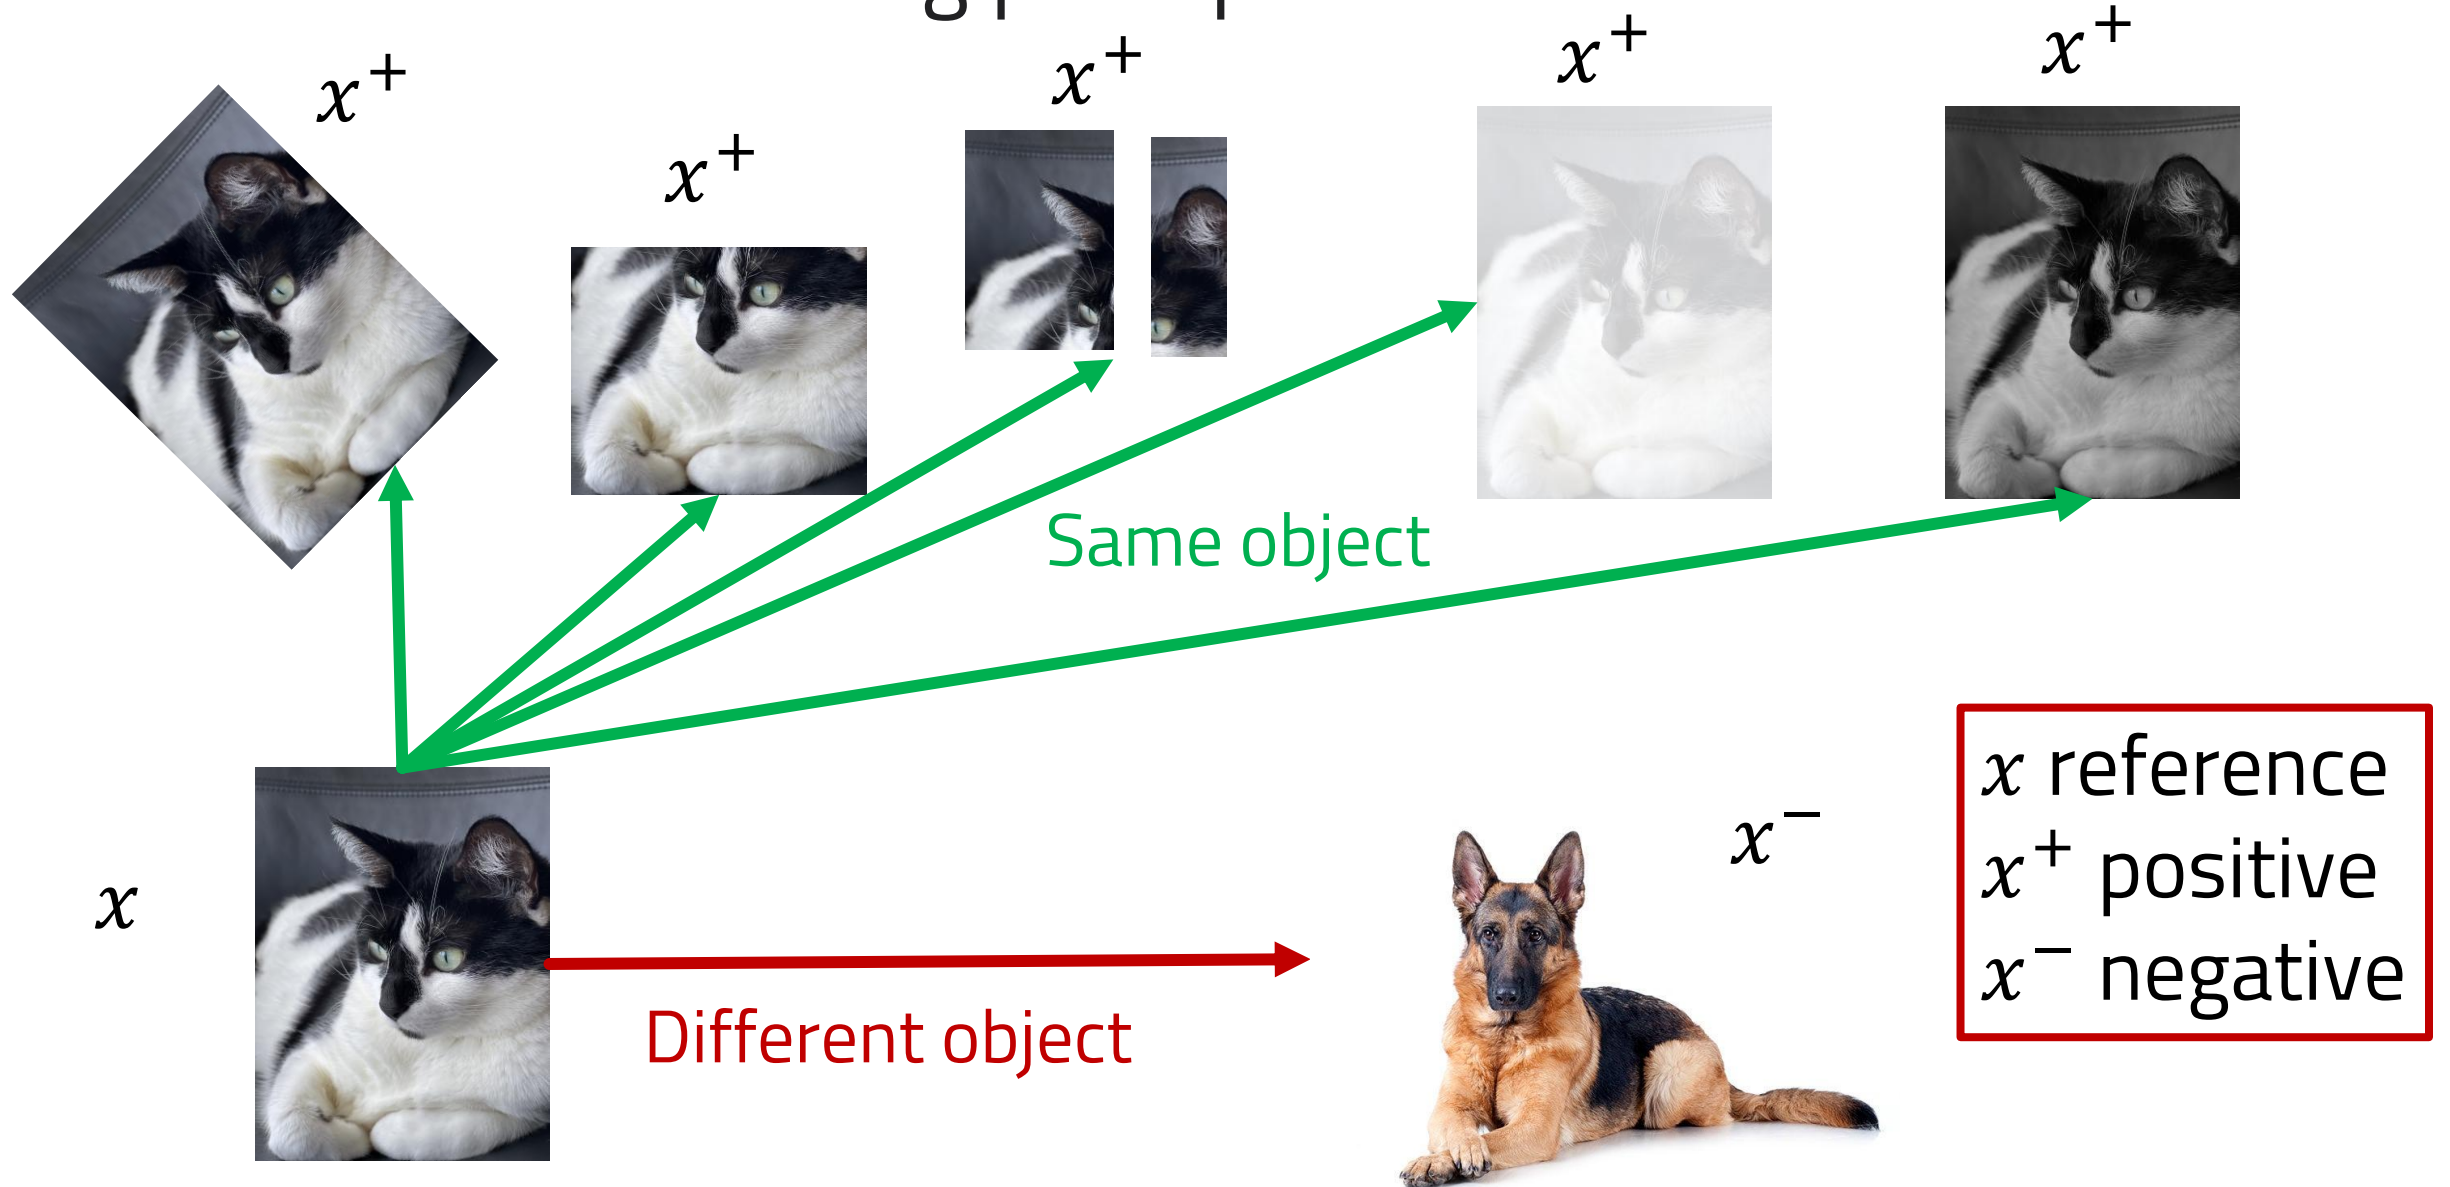 x⁺
x⁺
x⁺
x⁺
x⁺
Same object
x
Different object
x⁻
x reference
x⁺ positive
x⁻ negative